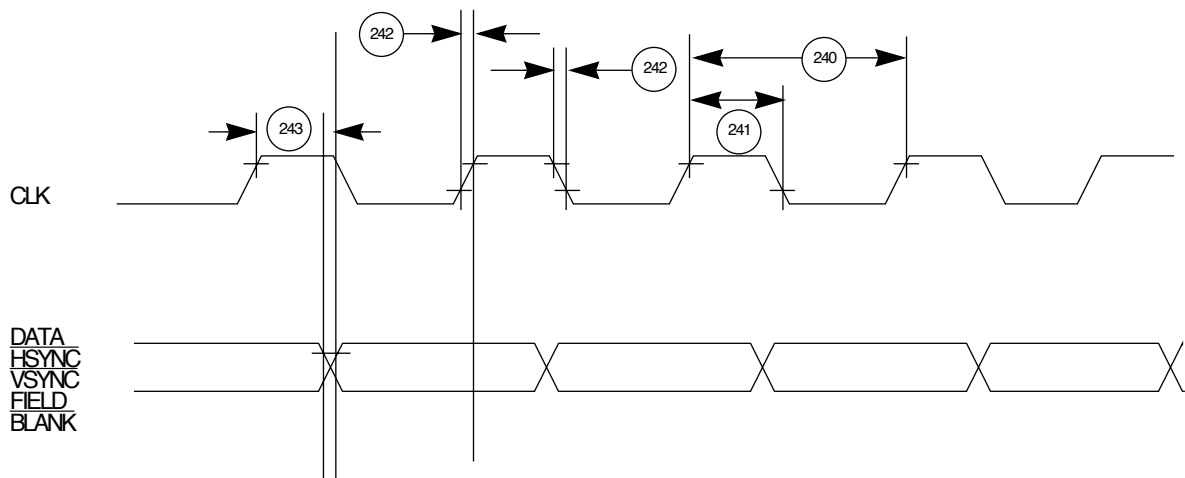 242
242
240
243
241
CLK
DATA
HSYNC
VSYNC
FIELD
BLANK